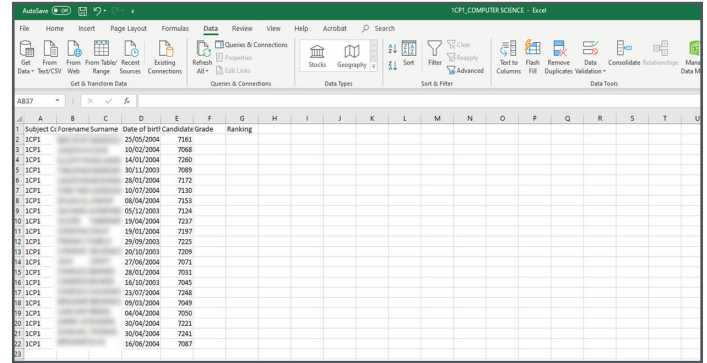 AutoSave Off 1CP1_COMPUTER SCIENCE - Excel
File Home Insert Page Layout Formulas Data Review View Help Acrobat Search
Get Data From Text/CSV From Web From Table/ Range Recent Sources Existing Connections Refresh All Queries & Connections Properties Edit Links Stocks Geography Sort Filter Clear Reapply Advanced Text to Columns Flash Fill Remove Duplicates Data Validation Consolidate Relationships Mana Data M
Get & Transform Data Queries & Connections Data Types Sort & Filter Data Tools
AB37 fx
A B C D E F G H I J K L M N O P Q R S T U
1 Subject Co Forename Surname Date of birth Candidate Grade Ranking
2 1CP1 25/05/2004 7161
3 1CP1 10/02/2004 7068
4 1CP1 14/01/2004 7260
5 1CP1 30/11/2003 7089
6 1CP1 28/01/2004 7172
7 1CP1 10/07/2004 7130
8 1CP1 08/04/2004 7153
9 1CP1 05/12/2003 7124
10 1CP1 19/04/2004 7237
11 1CP1 19/01/2004 7197
12 1CP1 29/09/2003 7225
13 1CP1 20/10/2003 7209
14 1CP1 27/06/2004 7071
15 1CP1 28/01/2004 7031
16 1CP1 16/10/2003 7045
17 1CP1 23/07/2004 7248
18 1CP1 09/03/2004 7049
19 1CP1 04/04/2004 7050
20 1CP1 30/04/2004 7221
21 1CP1 30/04/2004 7241
22 1CP1 16/06/2004 7087
23